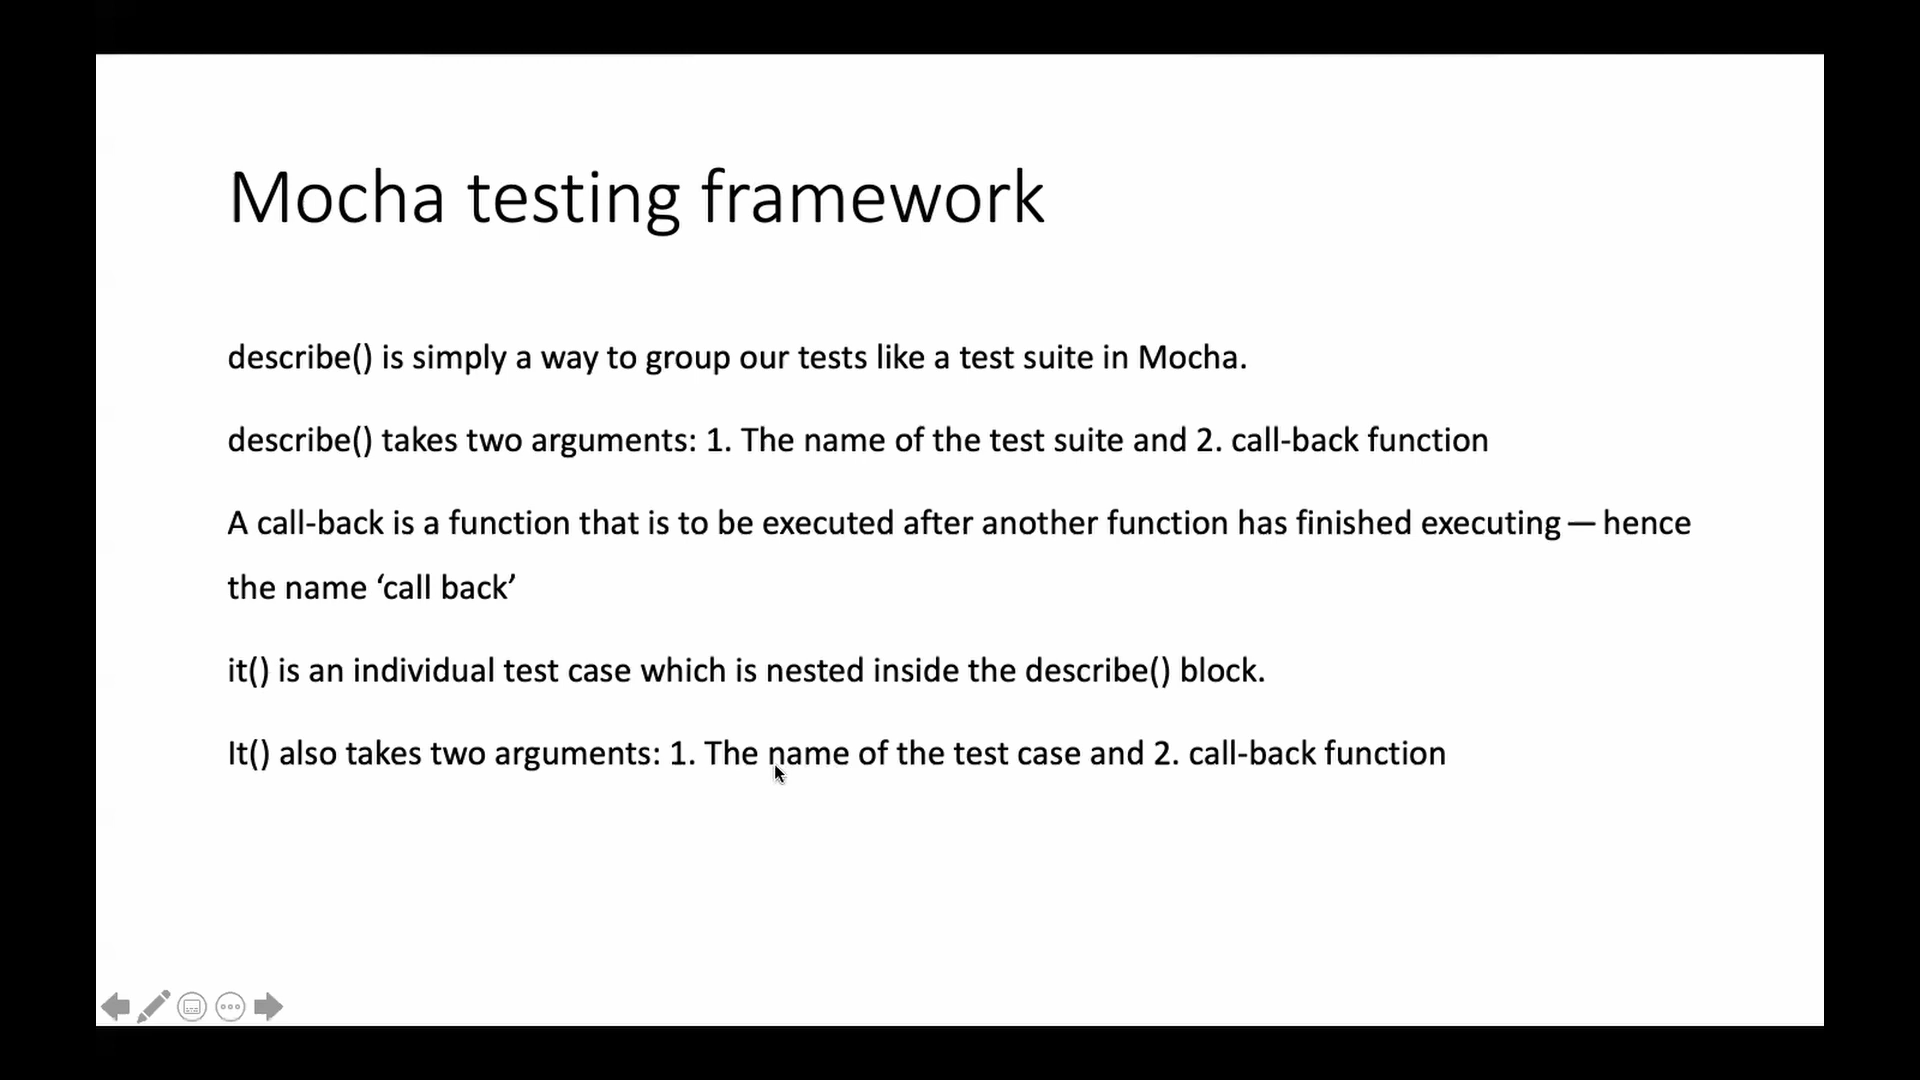 Mocha testing framework
describe() is simply a way to group our tests like a test suite in Mocha.
describe() takes two arguments: 1. The name of the test suite and 2. call-back function
A call-back is a function that is to be executed after another function has finished executing — hence
the name ‘call back’
it() is an individual test case which is nested inside the describe() block.
It() also takes two arguments: 1. The name of the test case and 2. call-back function